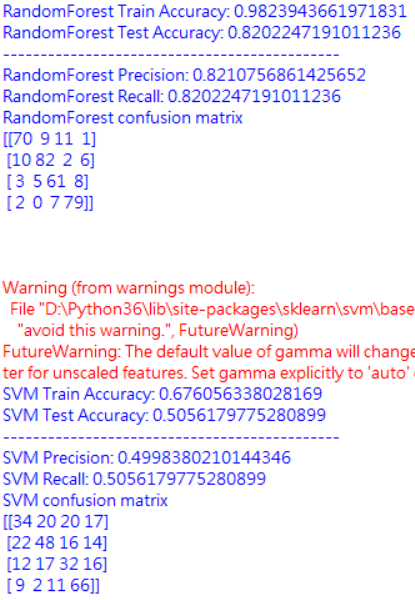 RandomForest Train Accuracy: 0.9823943661971831
RandomForest Test Accuracy: 0.8202247191011236
---------------------------------------------
RandomForest Precision: 0.8210756861425652
RandomForest Recall: 0.8202247191011236
RandomForest confusion matrix
[[70 9 11 1]
[10 82 2 6]
[ 3 5 61 8]
[ 2 0 7 79]]
Warning (from warnings module):
File "D:\Python36\lib\site-packages\sklearn\svm\base
"avoid this warning.", FutureWarning)
FutureWarning: The default value of gamma will change
ter for unscaled features. Set gamma explicitly to 'auto'
SVM Train Accuracy: 0.676056338028169
SVM Test Accuracy: 0.5056179775280899
---------------------------------------------
SVM Precision: 0.4998380210144346
SVM Recall: 0.5056179775280899
SVM confusion matrix
[[34 20 20 17]
[22 48 16 14]
[12 17 32 16]
[ 9 2 11 66]]